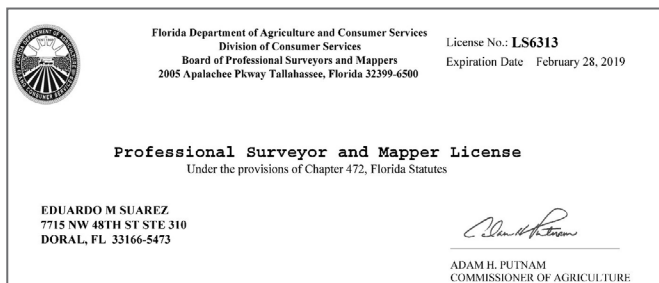 Florida Department of Agriculture and Consumer Services
Division of Consumer Services
Board of Professional Surveyors and Mappers
2005 Apalachee Pkway Tallahassee, Florida 32399-6500
License No.: LS6313
Expiration Date February 28, 2019
Professional Surveyor and Mapper License
Under the provisions of Chapter 472, Florida Statutes
EDUARDO M SUAREZ
7715 NW 48TH ST STE 310
DORAL, FL 33166-5473
Adam H. Putnam
ADAM H. PUTNAM
COMMISSIONER OF AGRICULTURE